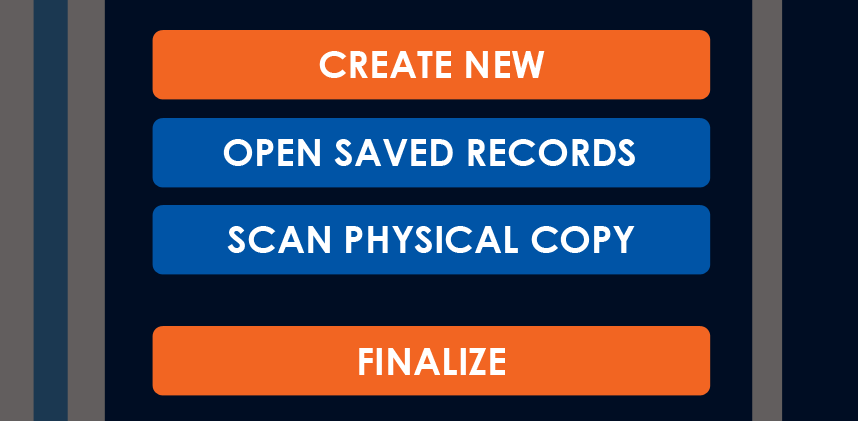 CREATE NEW
OPEN SAVED RECORDS
SCAN PHYSICAL COPY
FINALIZE